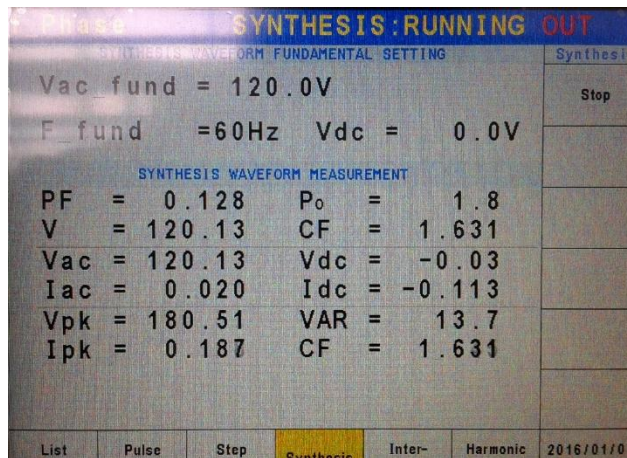 Phase SYNTHESIS:RUNNING OUT
SYNTHESIS WAVEFORM FUNDAMENTAL SETTING
Synthesi
Vac_fund = 120.0V
Stop
F_fund =60Hz Vdc = 0.0V
SYNTHESIS WAVEFORM MEASUREMENT
PF = 0.128 Po = 1.8
V = 120.13 CF = 1.631
Vac = 120.13 Vdc = -0.03
Iac = 0.020 Idc = -0.113
Vpk = 180.51 VAR = 13.7
Ipk = 0.187 CF = 1.631
List Pulse Step Synthesis Inter- Harmonic 2016/01/0